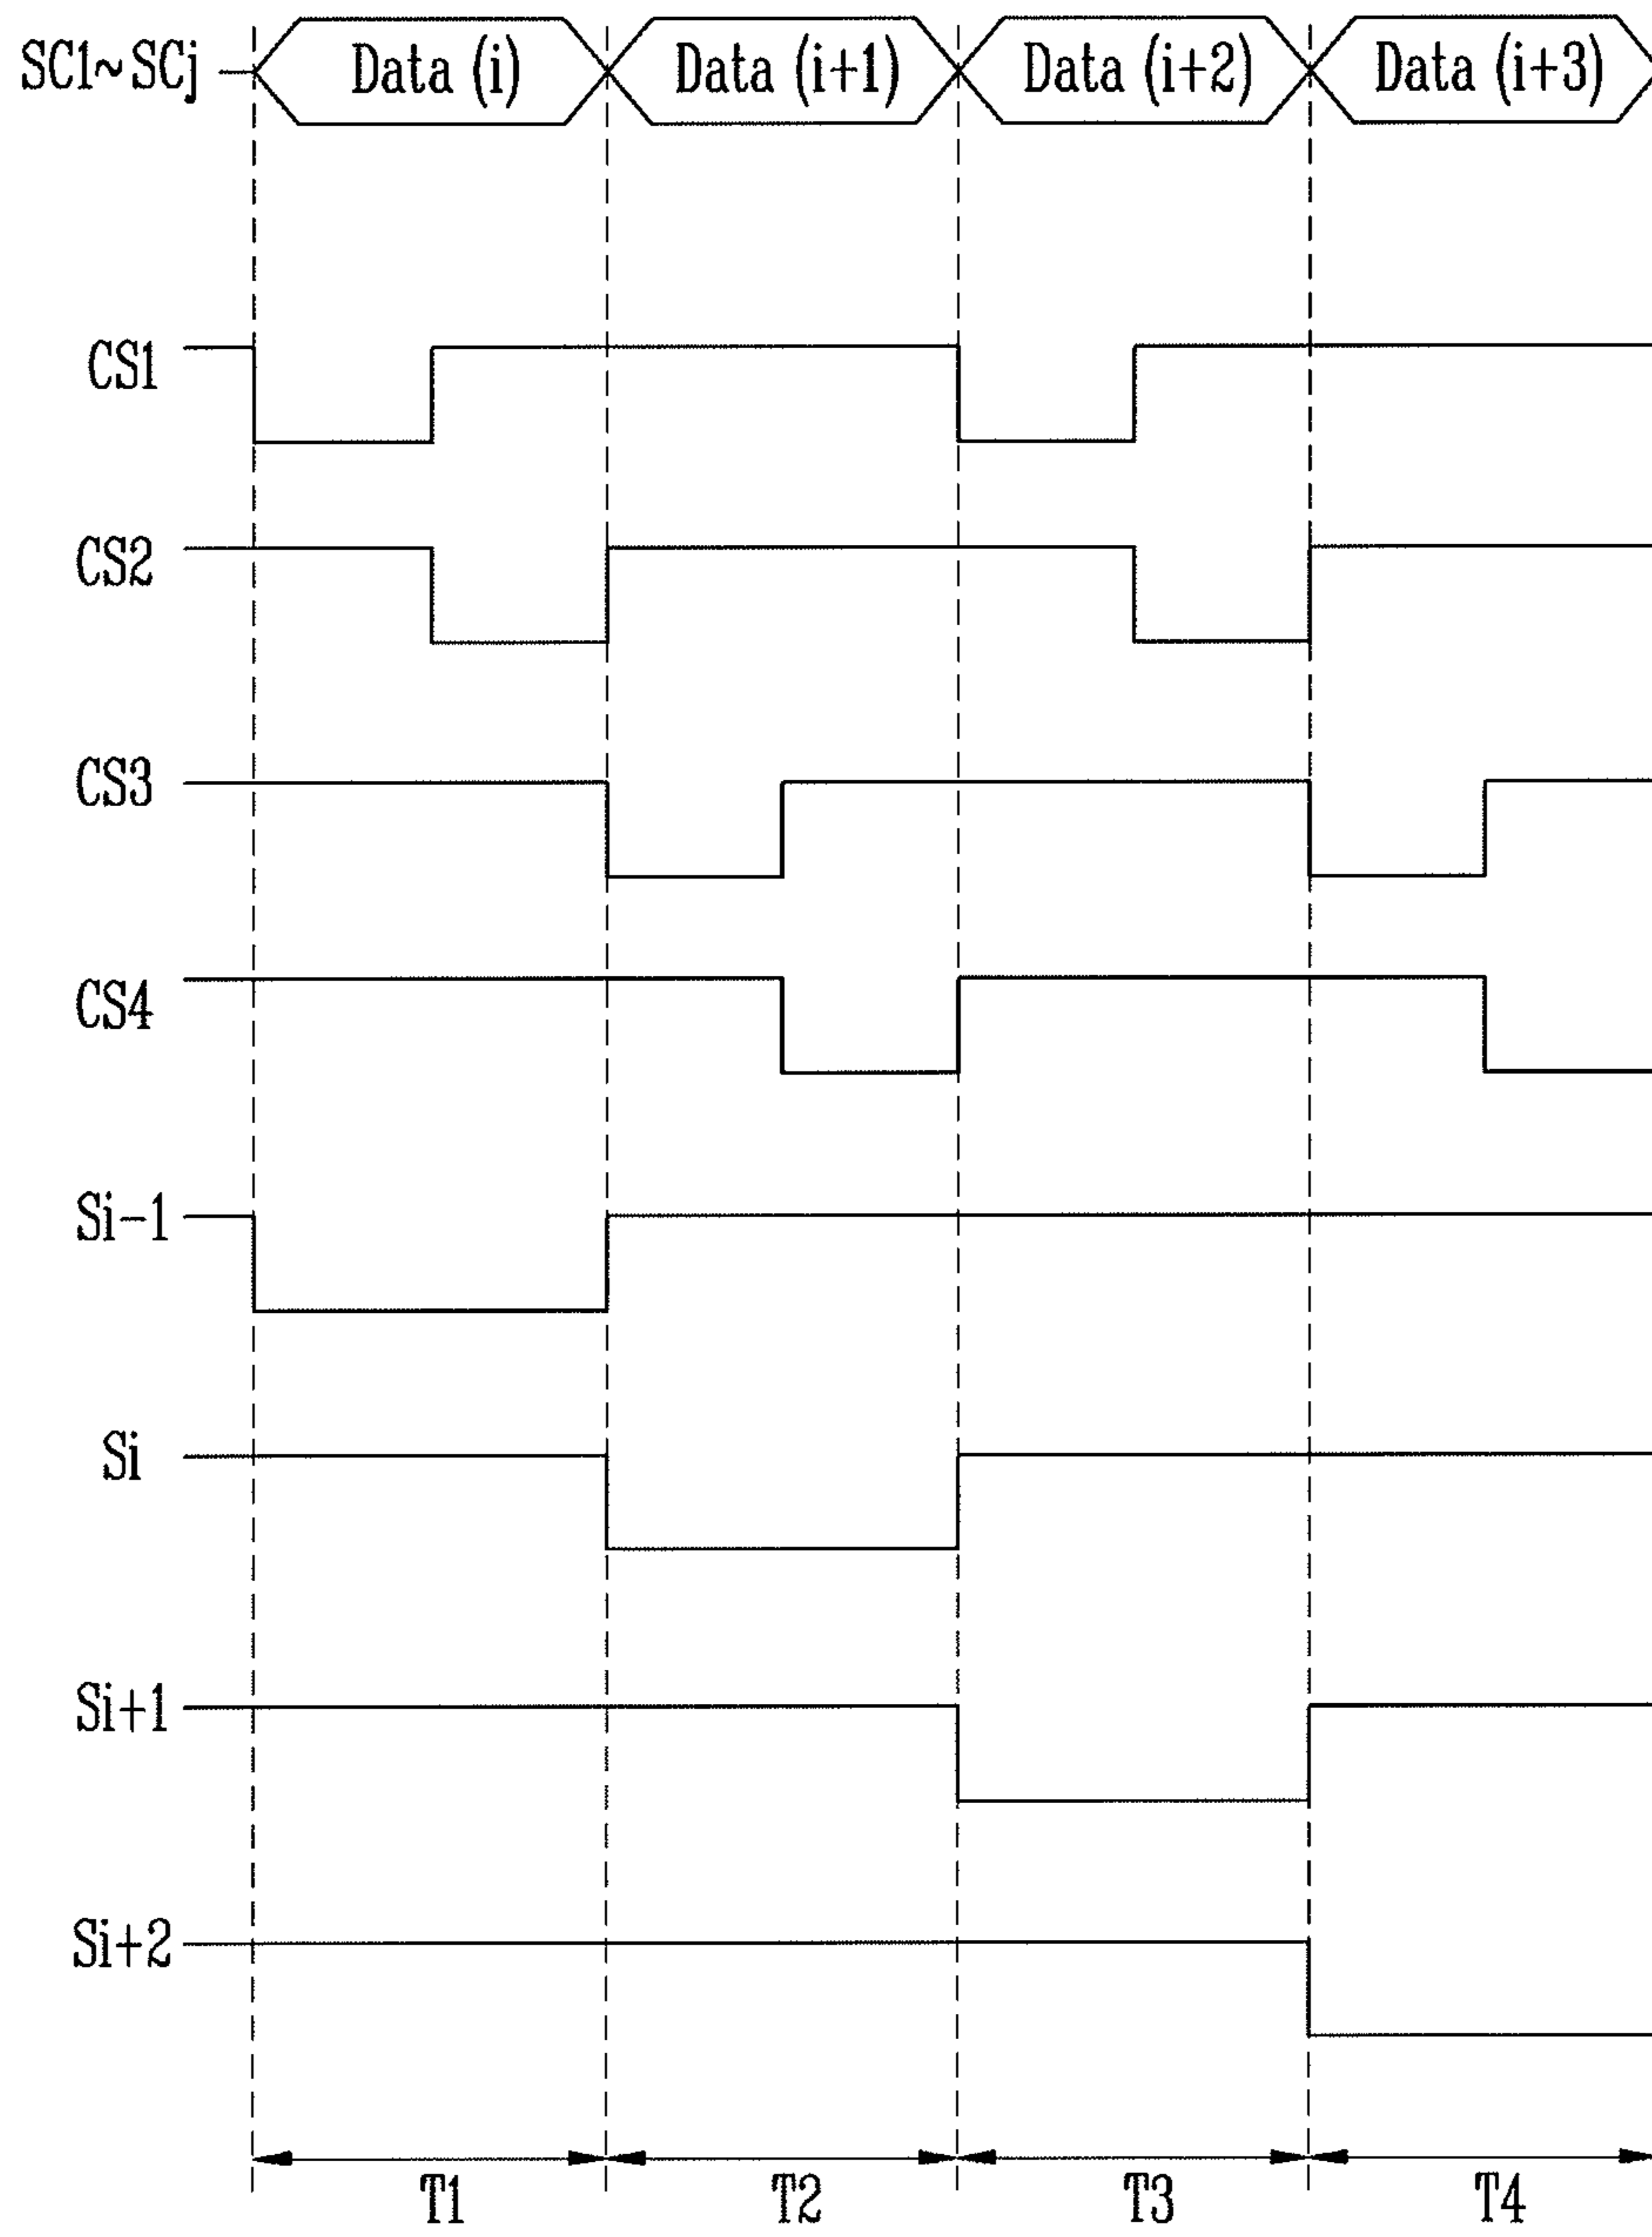 SC1~SCj Data (i) Data (i+1) Data (i+2) Data (i+3)
CS1
CS2
CS3
CS4
Si-1
Si
Si+1
Si+2
T1 T2 T3 T4